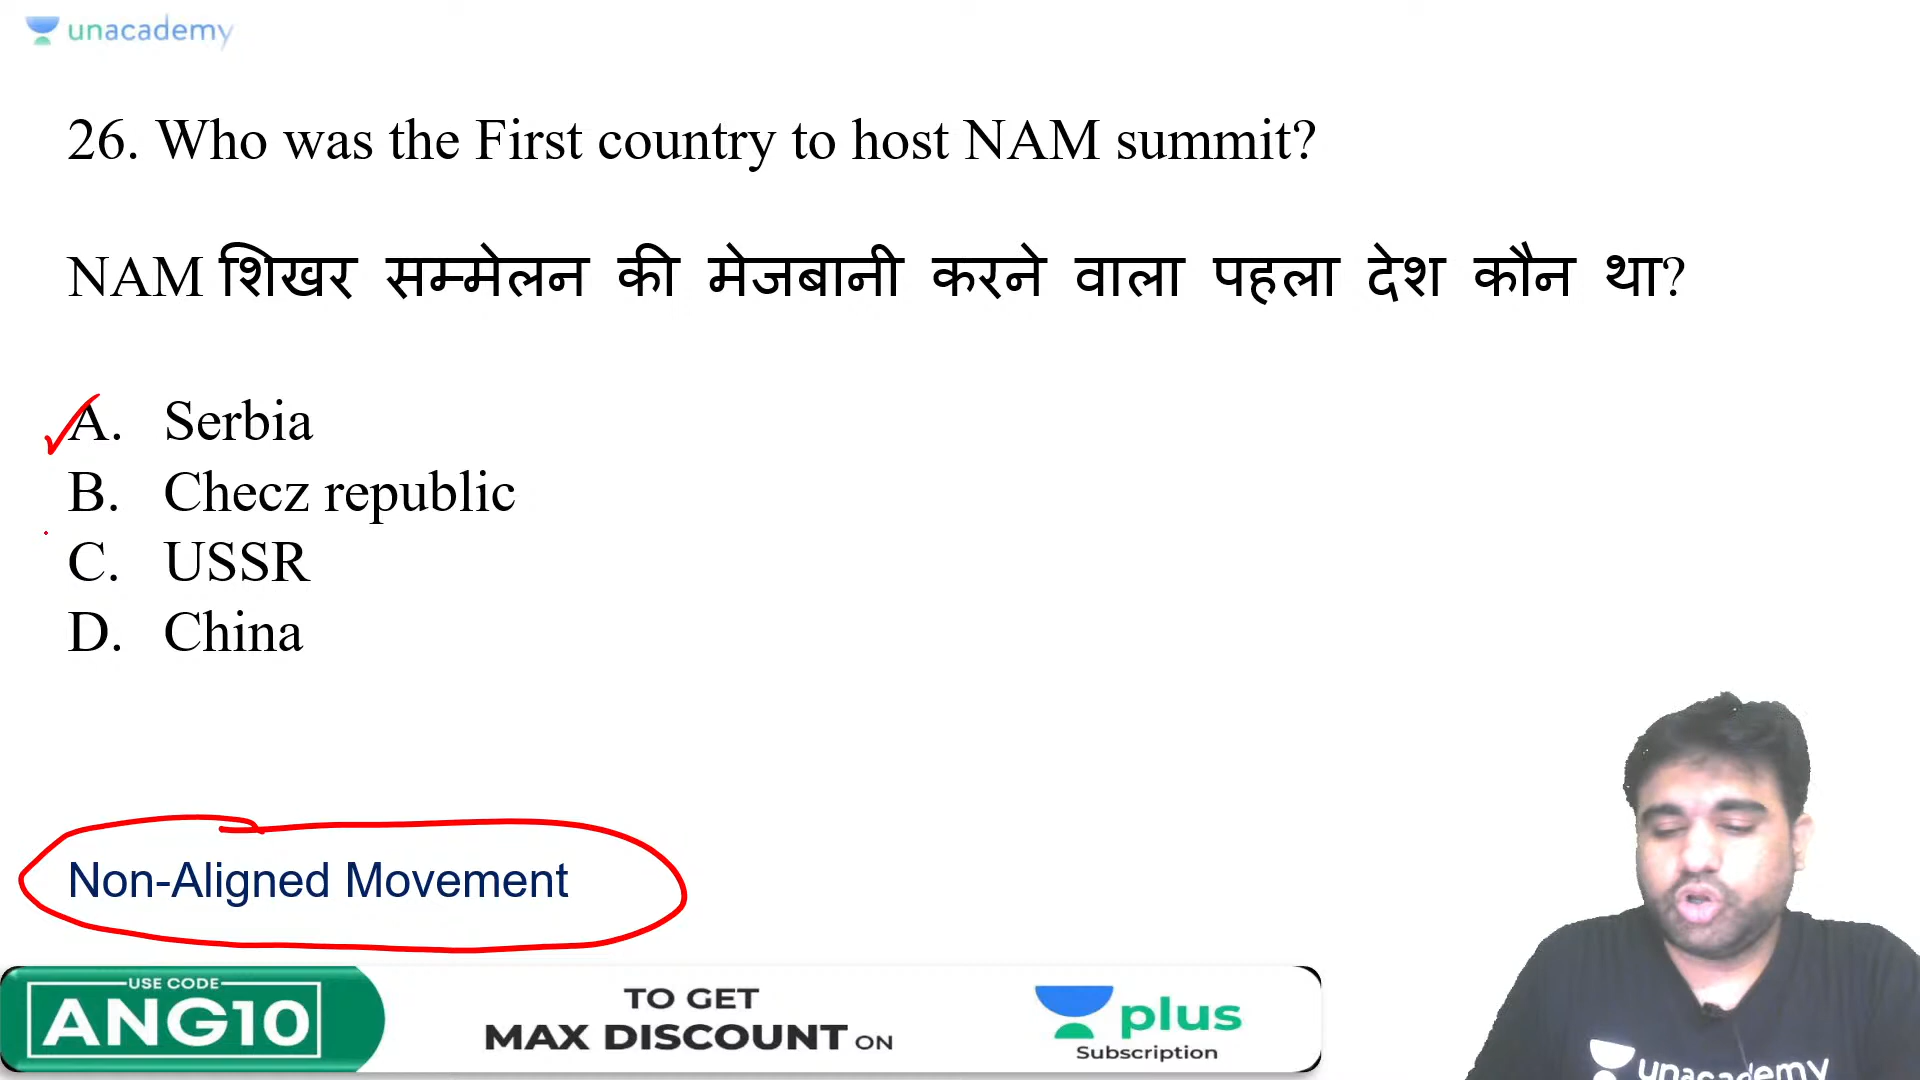 unacademy
26. Who was the First country to host NAM summit?
NAM शिखर सम्मेलन की मेजबानी करने वाला पहला देश कौन था?
A. Serbia
B. Checz republic
C. USSR
D. China
Non-Aligned Movement
USE CODE
ANG10
TO GET
MAX DISCOUNT ON
plus
Subscription
unacademy